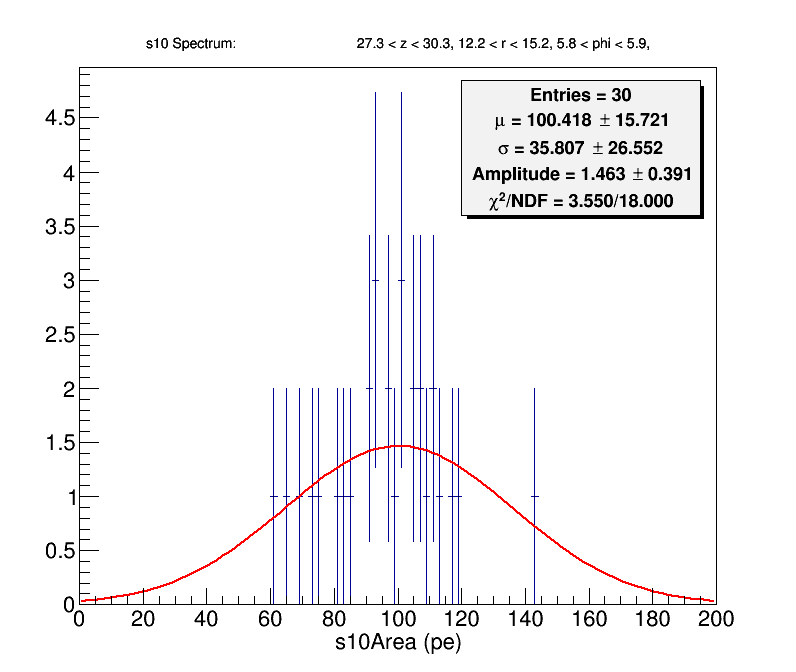 s10 Spectrum: 27.3 < z < 30.3, 12.2 < r < 15.2, 5.8 < phi < 5.9,
Entries = 30
μ = 100.418 ± 15.721
σ = 35.807 ± 26.552
Amplitude = 1.463 ± 0.391
χ²/NDF = 3.550/18.000
4.5
4
3.5
3
2.5
2
1.5
1
0.5
0
0 20 40 60 80 100 120 140 160 180 200
s10Area (pe)